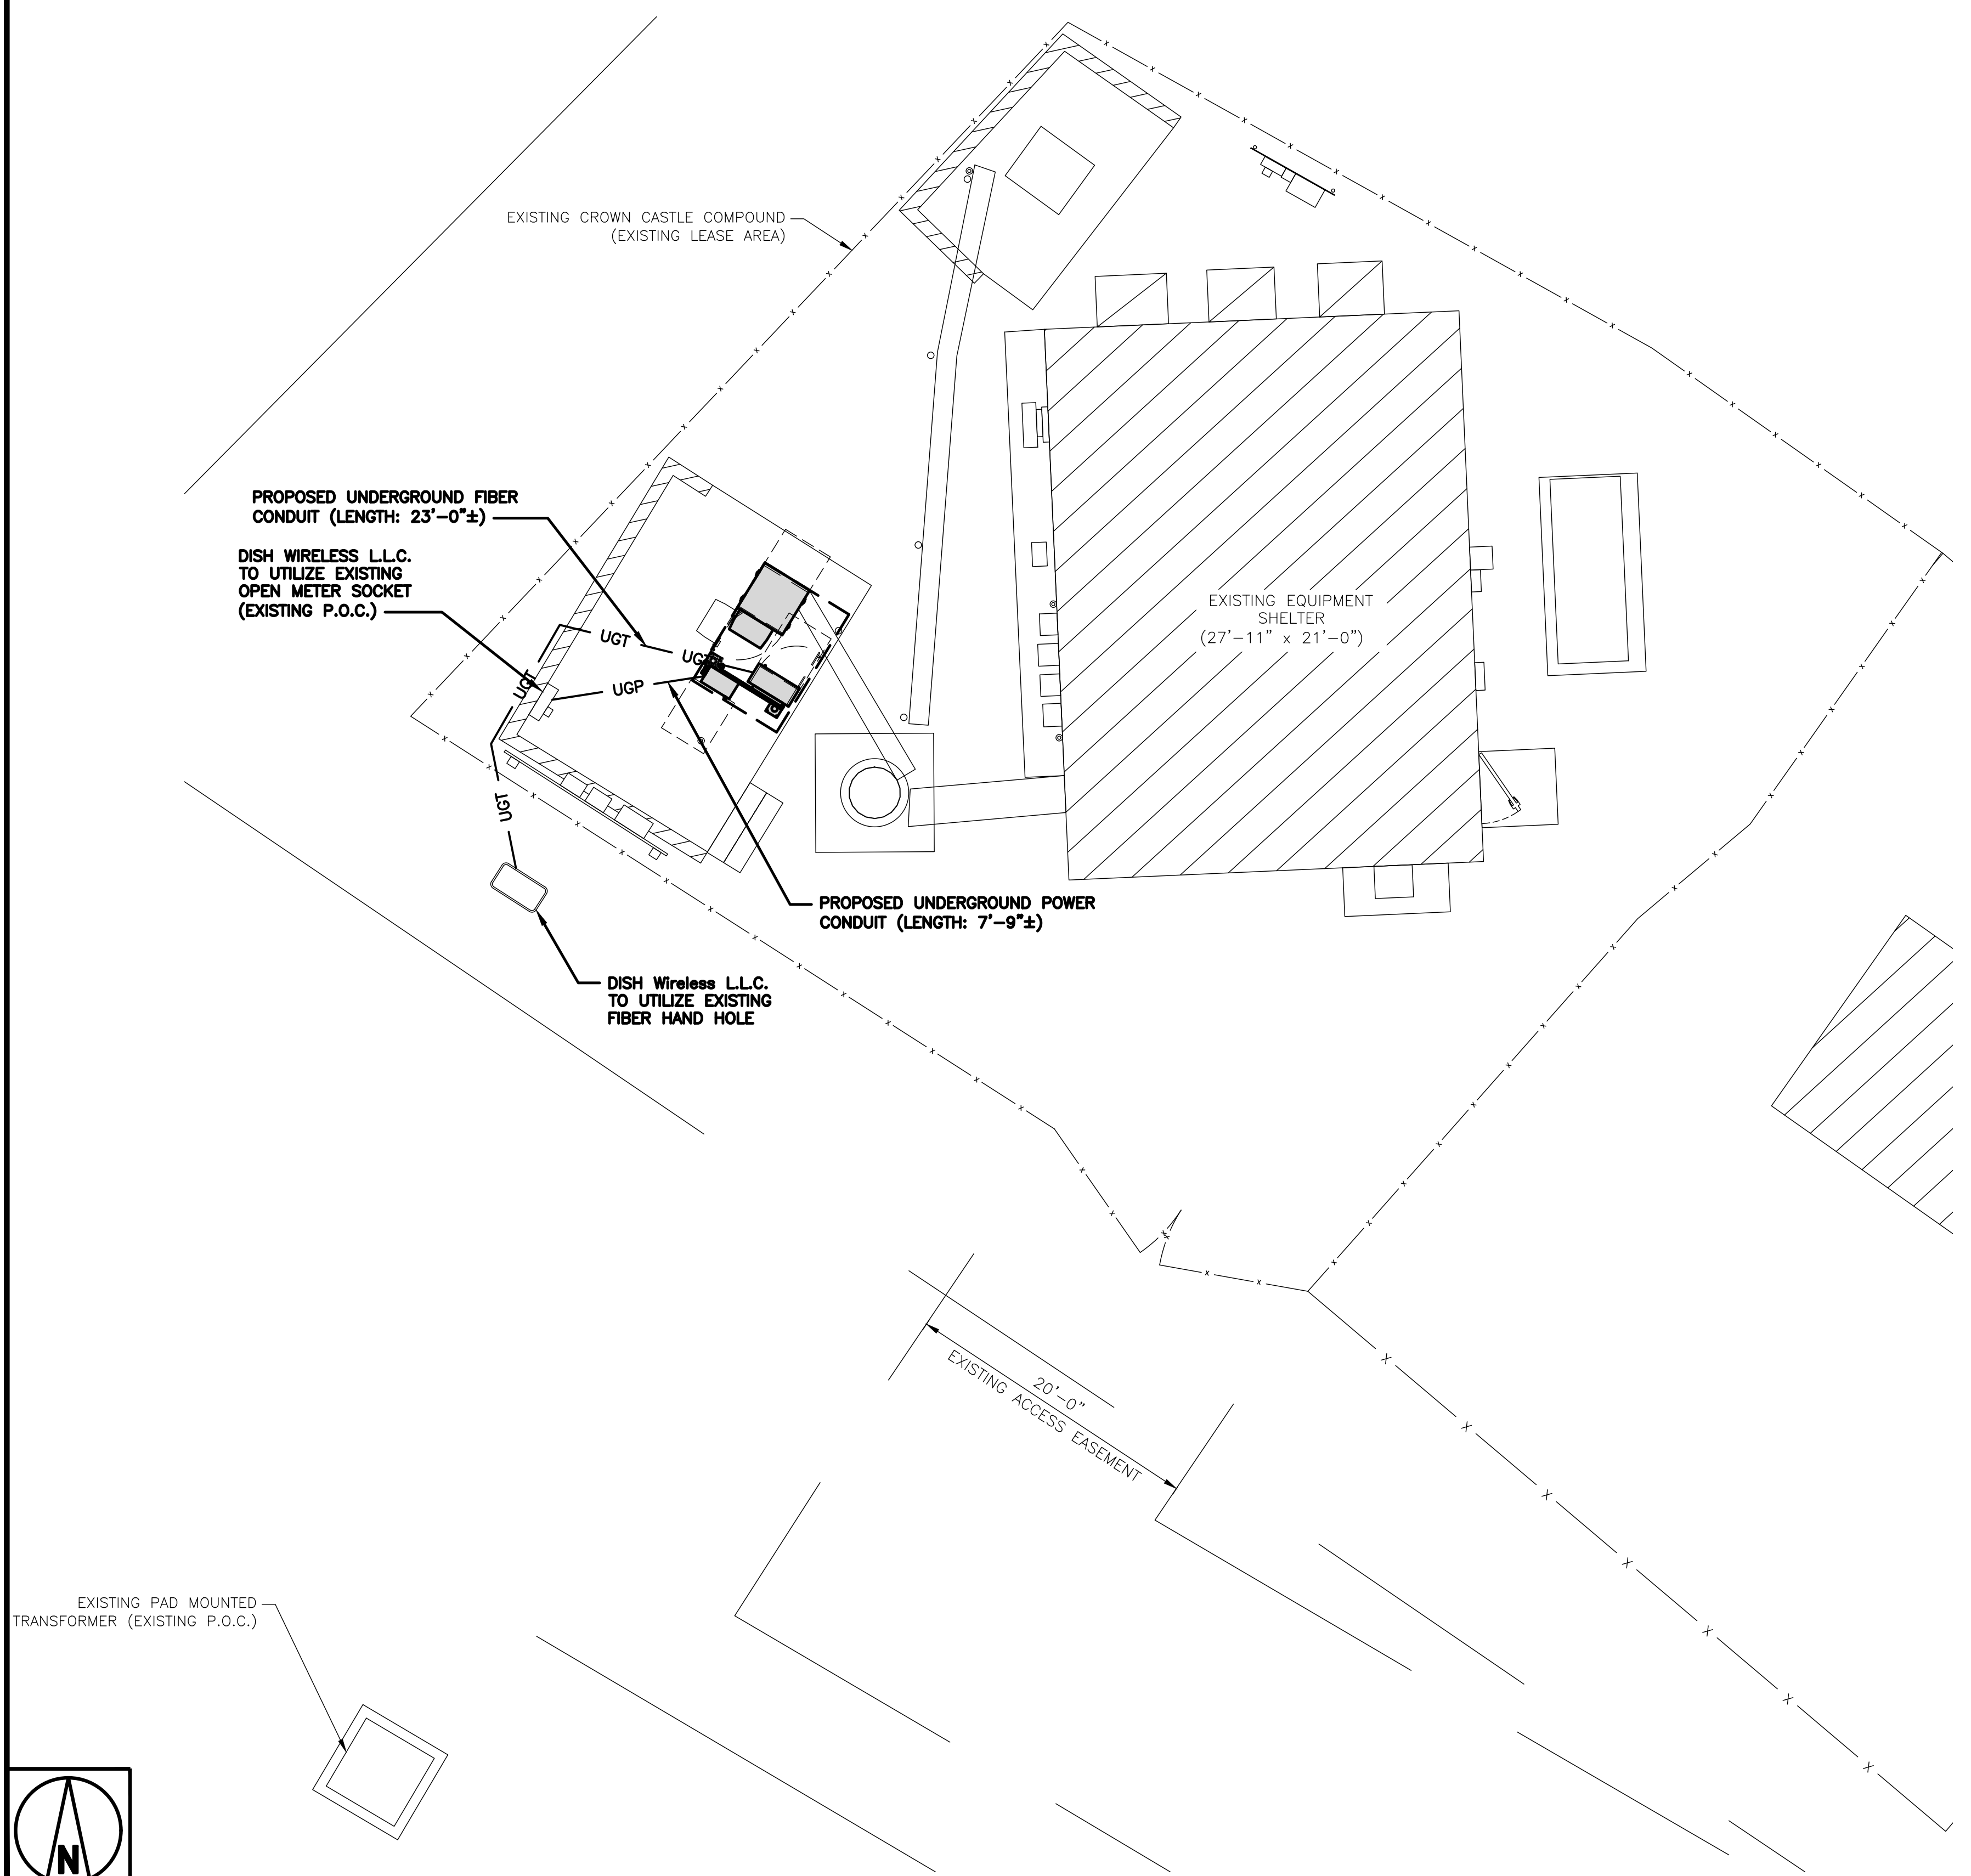 EXISTING CROWN CASTLE COMPOUND
(EXISTING LEASE AREA)
PROPOSED UNDERGROUND FIBER
CONDUIT (LENGTH: 23'-0"±)
DISH WIRELESS L.L.C.
TO UTILIZE EXISTING
OPEN METER SOCKET
(EXISTING P.O.C.)
UGT
UGT
UGT
UGP
UGT
EXISTING EQUIPMENT
SHELTER
(27'-11" x 21'-0")
PROPOSED UNDERGROUND POWER
CONDUIT (LENGTH: 7'-9"±)
DISH Wireless L.L.C.
TO UTILIZE EXISTING
FIBER HAND HOLE
20'-0"
EXISTING ACCESS EASEMENT
EXISTING PAD MOUNTED
TRANSFORMER (EXISTING P.O.C.)
N